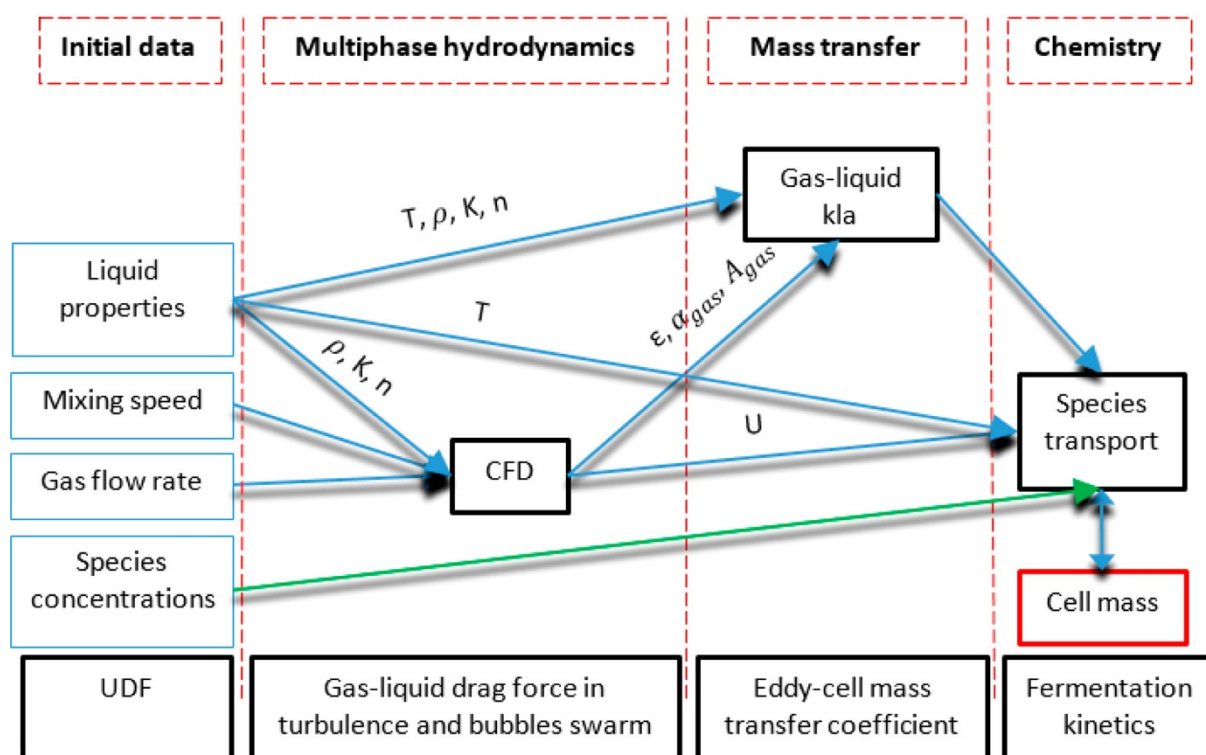 Initial data
Multiphase hydrodynamics
Mass transfer
Chemistry
Gas-liquid
kla
T, ρ, K, n
Liquid
properties
T
ε, α_gas, A_gas
ρ, K, n
Mixing speed
Species
transport
U
Gas flow rate
CFD
Species
concentrations
Cell mass
UDF
Gas-liquid drag force in
turbulence and bubbles swarm
Eddy-cell mass
transfer coefficient
Fermentation
kinetics